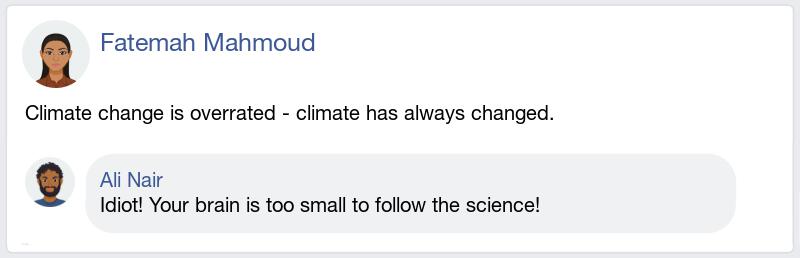 Fatemah Mahmoud
Climate change is overrated - climate has always changed.
Ali Nair
Idiot! Your brain is too small to follow the science!